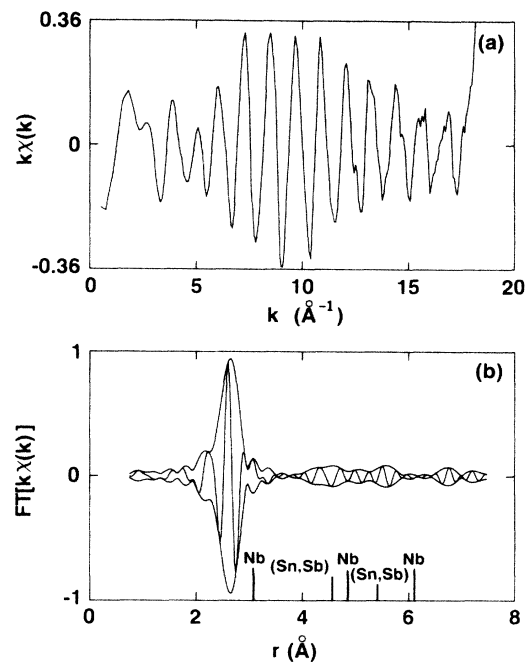 0.36
(a)
kχ(k)
0
-0.36
0 5 10 15 20
k (Å⁻¹)
1
(b)
FT[kχ(k)]
0
Nb (Sn,Sb) Nb (Sn,Sb) Nb
-1
0 2 4 6 8
r (Å)